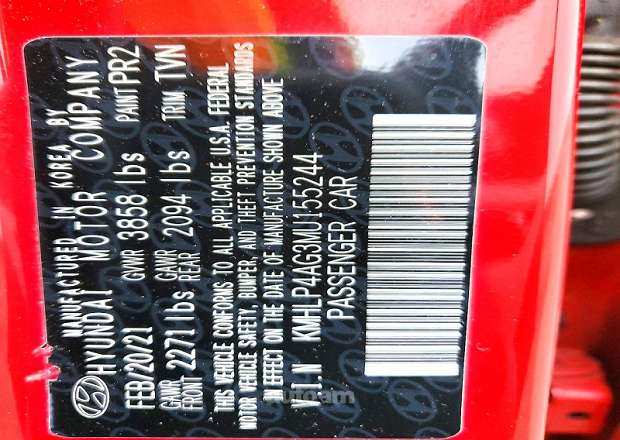 MANUFACTURED IN KOREA BY
HYUNDAI MOTOR COMPANY
FEB/20/21 GVWR 3858 lbs PAINT PR2
GAWR FRONT 2271 lbs GAWR REAR 2094 lbs TRIM TVN
THIS VEHICLE CONFORMS TO ALL APPLICABLE U.S.A. FEDERAL
MOTOR VEHICLE SAFETY, BUMPER, AND THEFT PREVENTION STANDARDS
IN EFFECT ON THE DATE OF MANUFACTURE SHOWN ABOVE
V.I.N KMHLP4AG3MU155244
PASSENGER CAR
auto.am